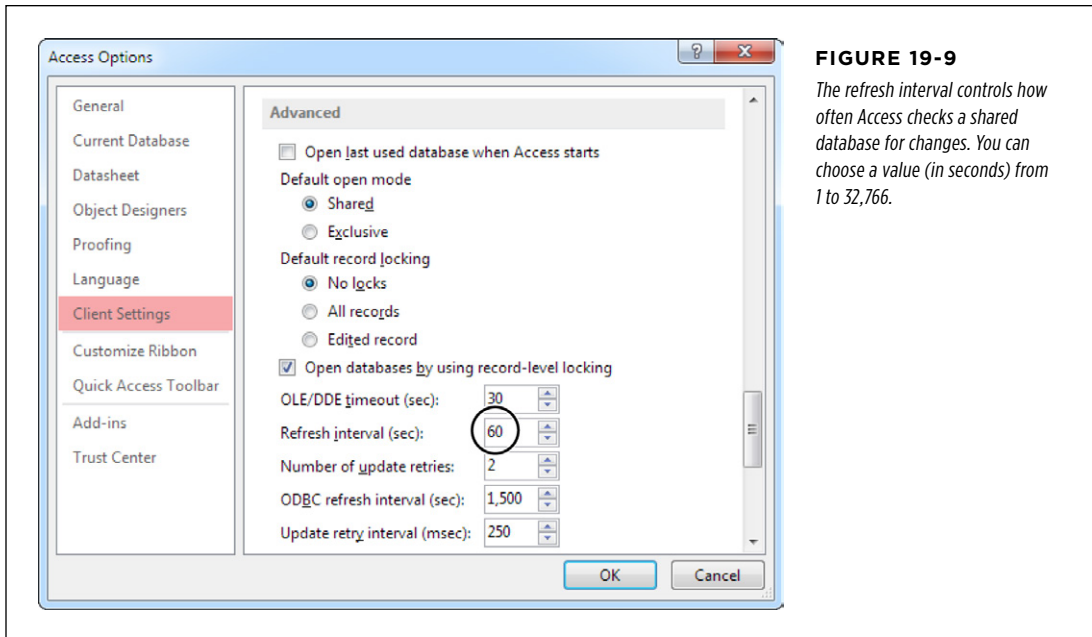 Access Options
General
Current Database
Datasheet
Object Designers
Proofing
Language
Client Settings
Customize Ribbon
Quick Access Toolbar
Add-ins
Trust Center
Advanced
Open last used database when Access starts
Default open mode
Shared
Exclusive
Default record locking
No locks
All records
Edited record
Open databases by using record-level locking
OLE/DDE timeout (sec): 30
Refresh interval (sec): 60
Number of update retries: 2
ODBC refresh interval (sec): 1,500
Update retry interval (msec): 250
OK Cancel
FIGURE 19-9
The refresh interval controls how
often Access checks a shared
database for changes. You can
choose a value (in seconds) from
1 to 32,766.